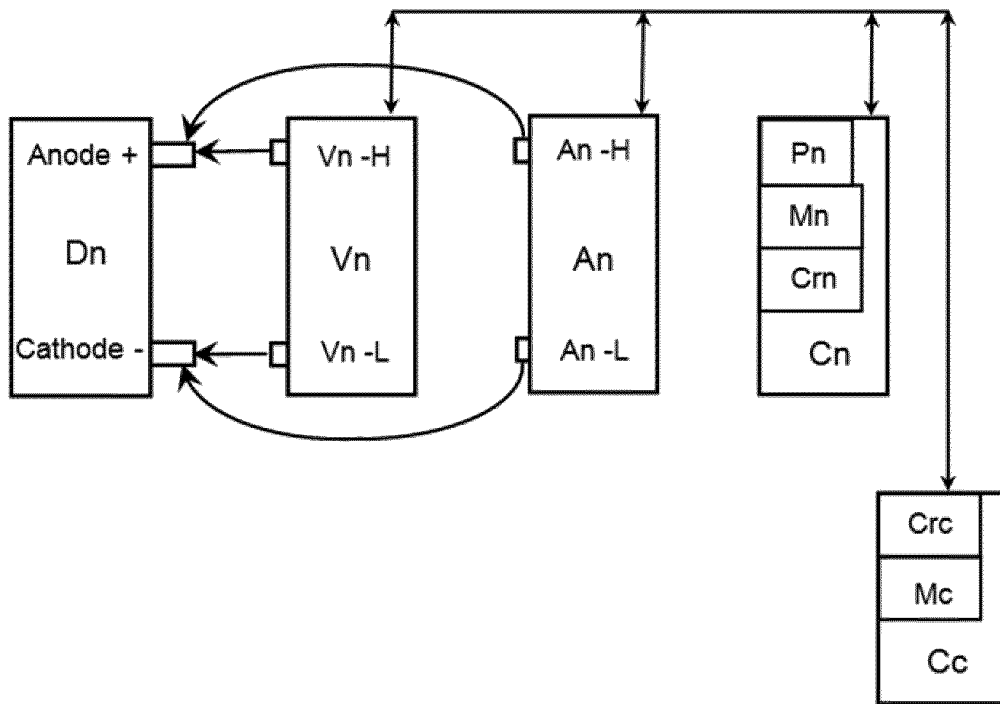 Anode +
Dn
Cathode -
Vn -H
Vn
Vn -L
An -H
An
An -L
Pn
Mn
Crn
Cn
Crc
Mc
Cc